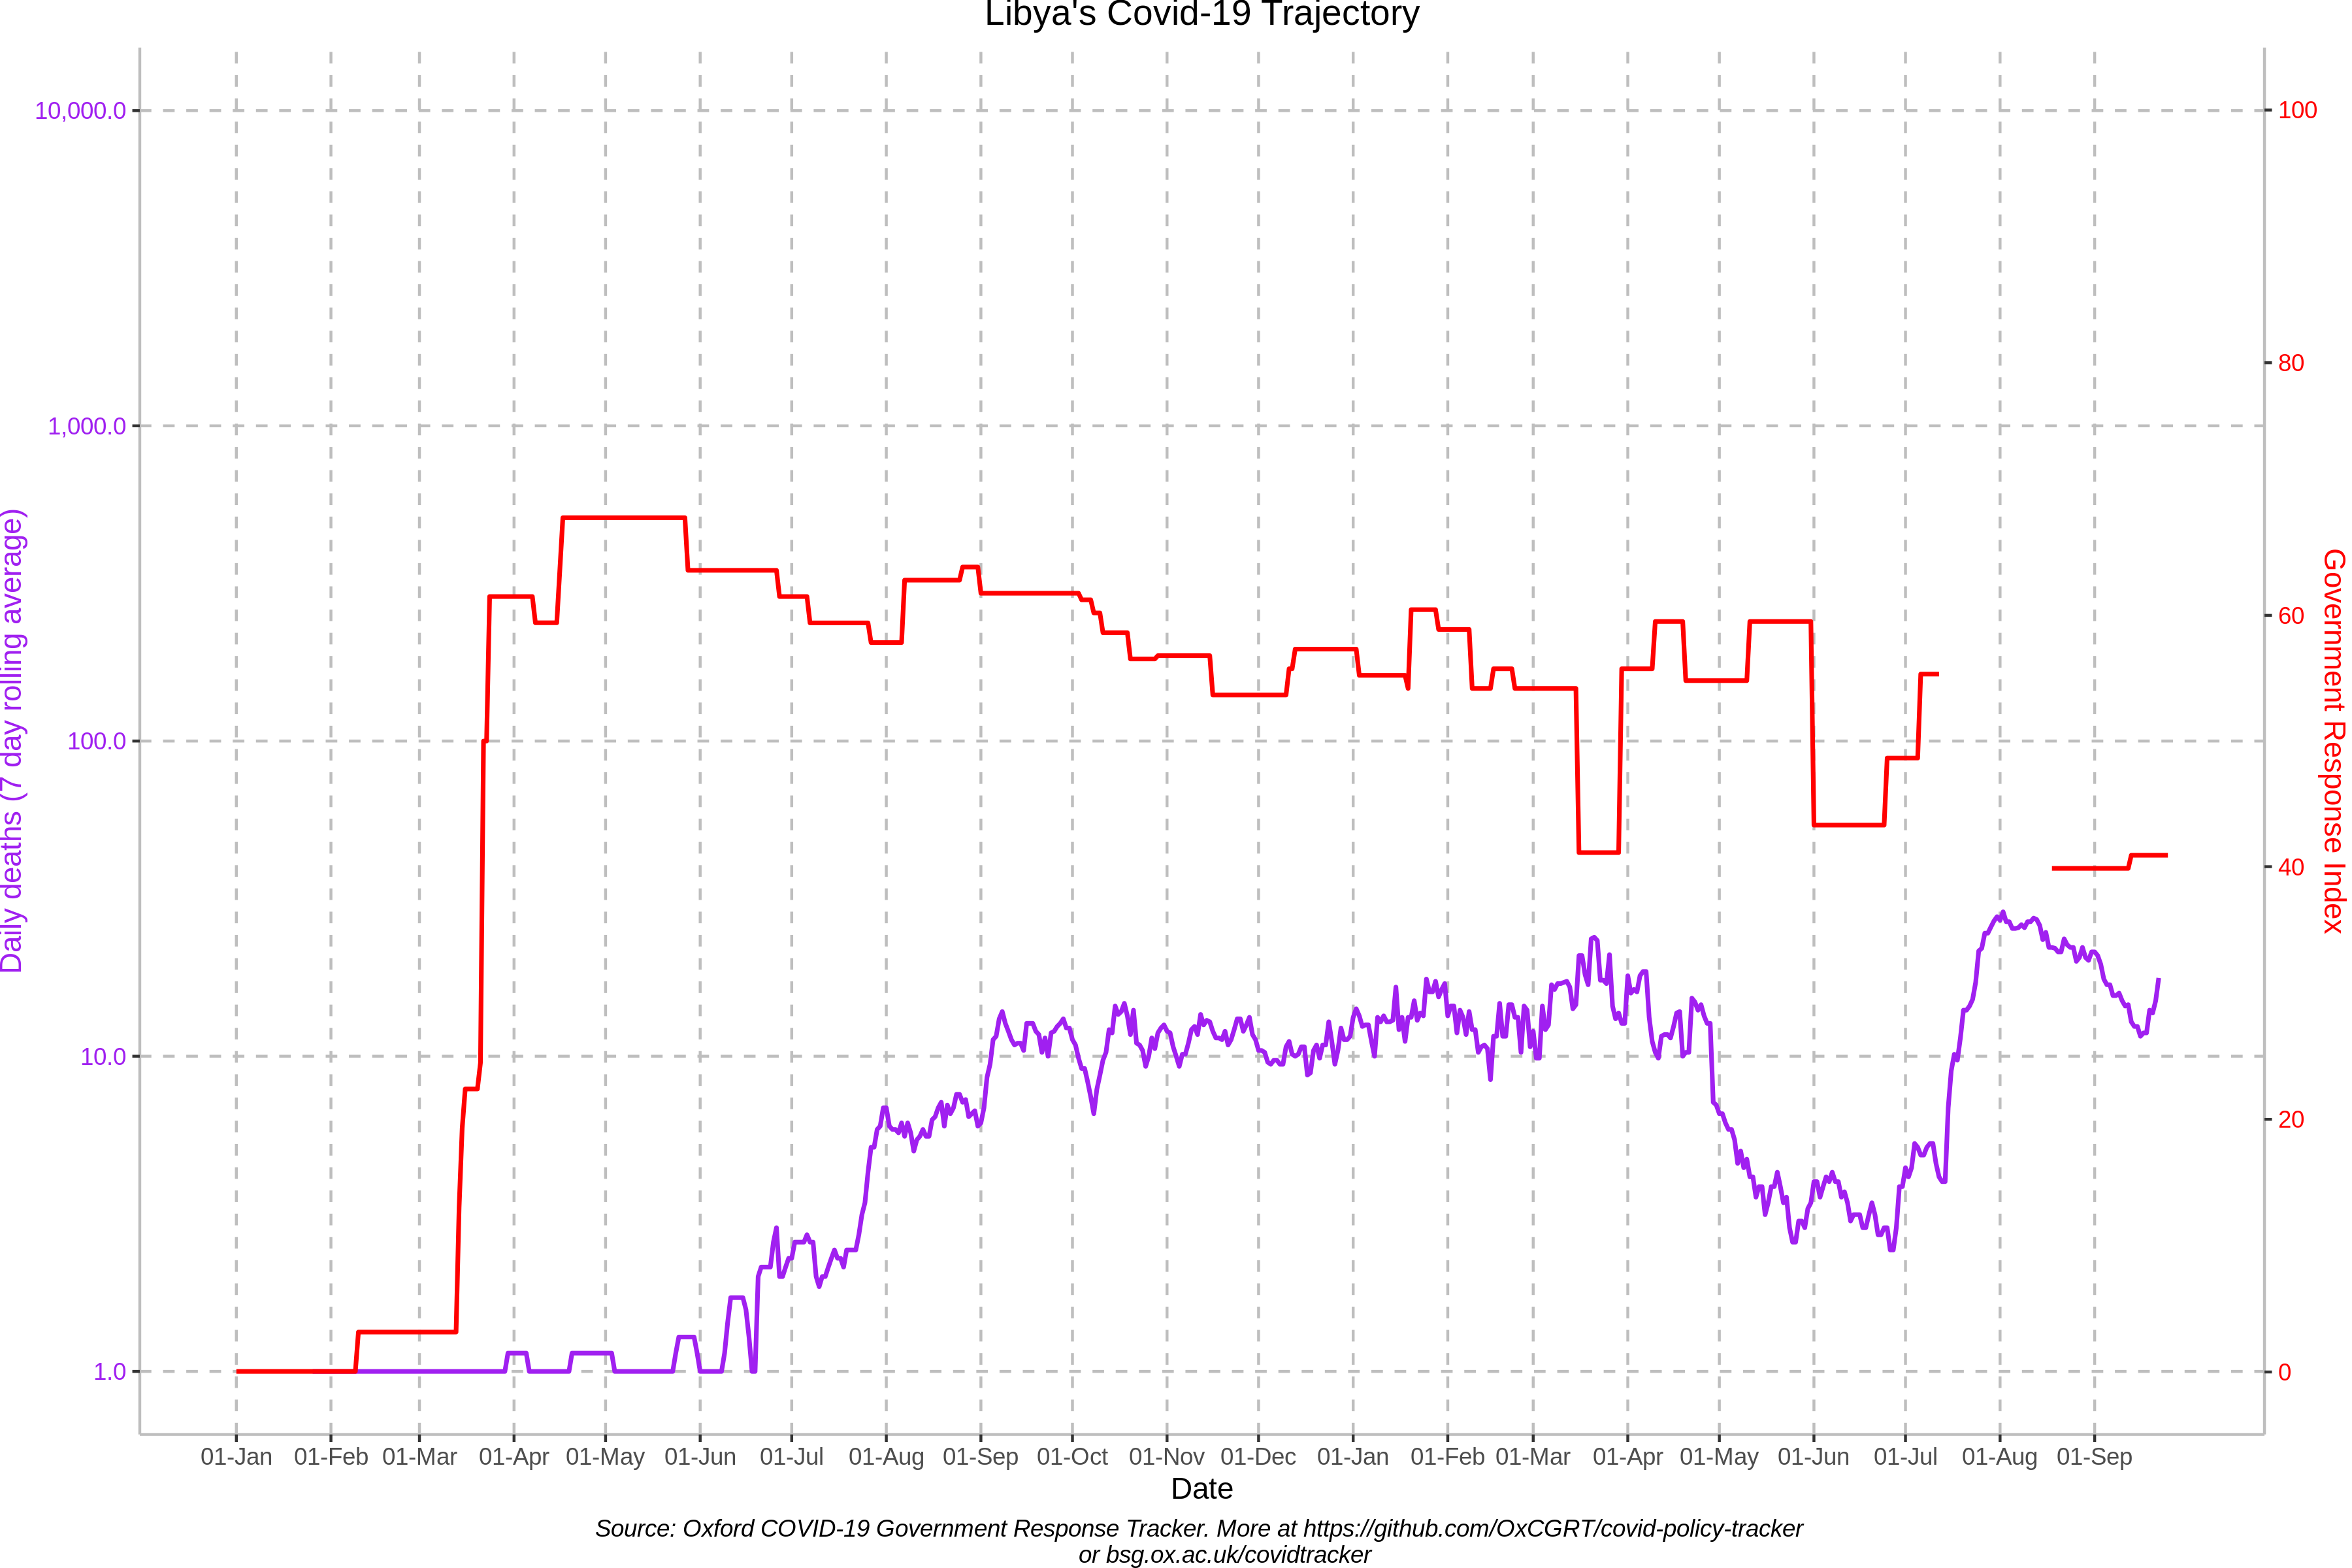 Libya's Covid-19 Trajectory
10,000.0
1,000.0
100.0
10.0
1.0
Daily deaths (7 day rolling average)
100
80
60
40
20
0
Government Response Index
01-Jan 01-Feb 01-Mar 01-Apr 01-May 01-Jun 01-Jul 01-Aug 01-Sep 01-Oct 01-Nov 01-Dec 01-Jan 01-Feb 01-Mar 01-Apr 01-May 01-Jun 01-Jul 01-Aug 01-Sep
Date
Source: Oxford COVID-19 Government Response Tracker. More at https://github.com/OxCGRT/covid-policy-tracker
or bsg.ox.ac.uk/covidtracker